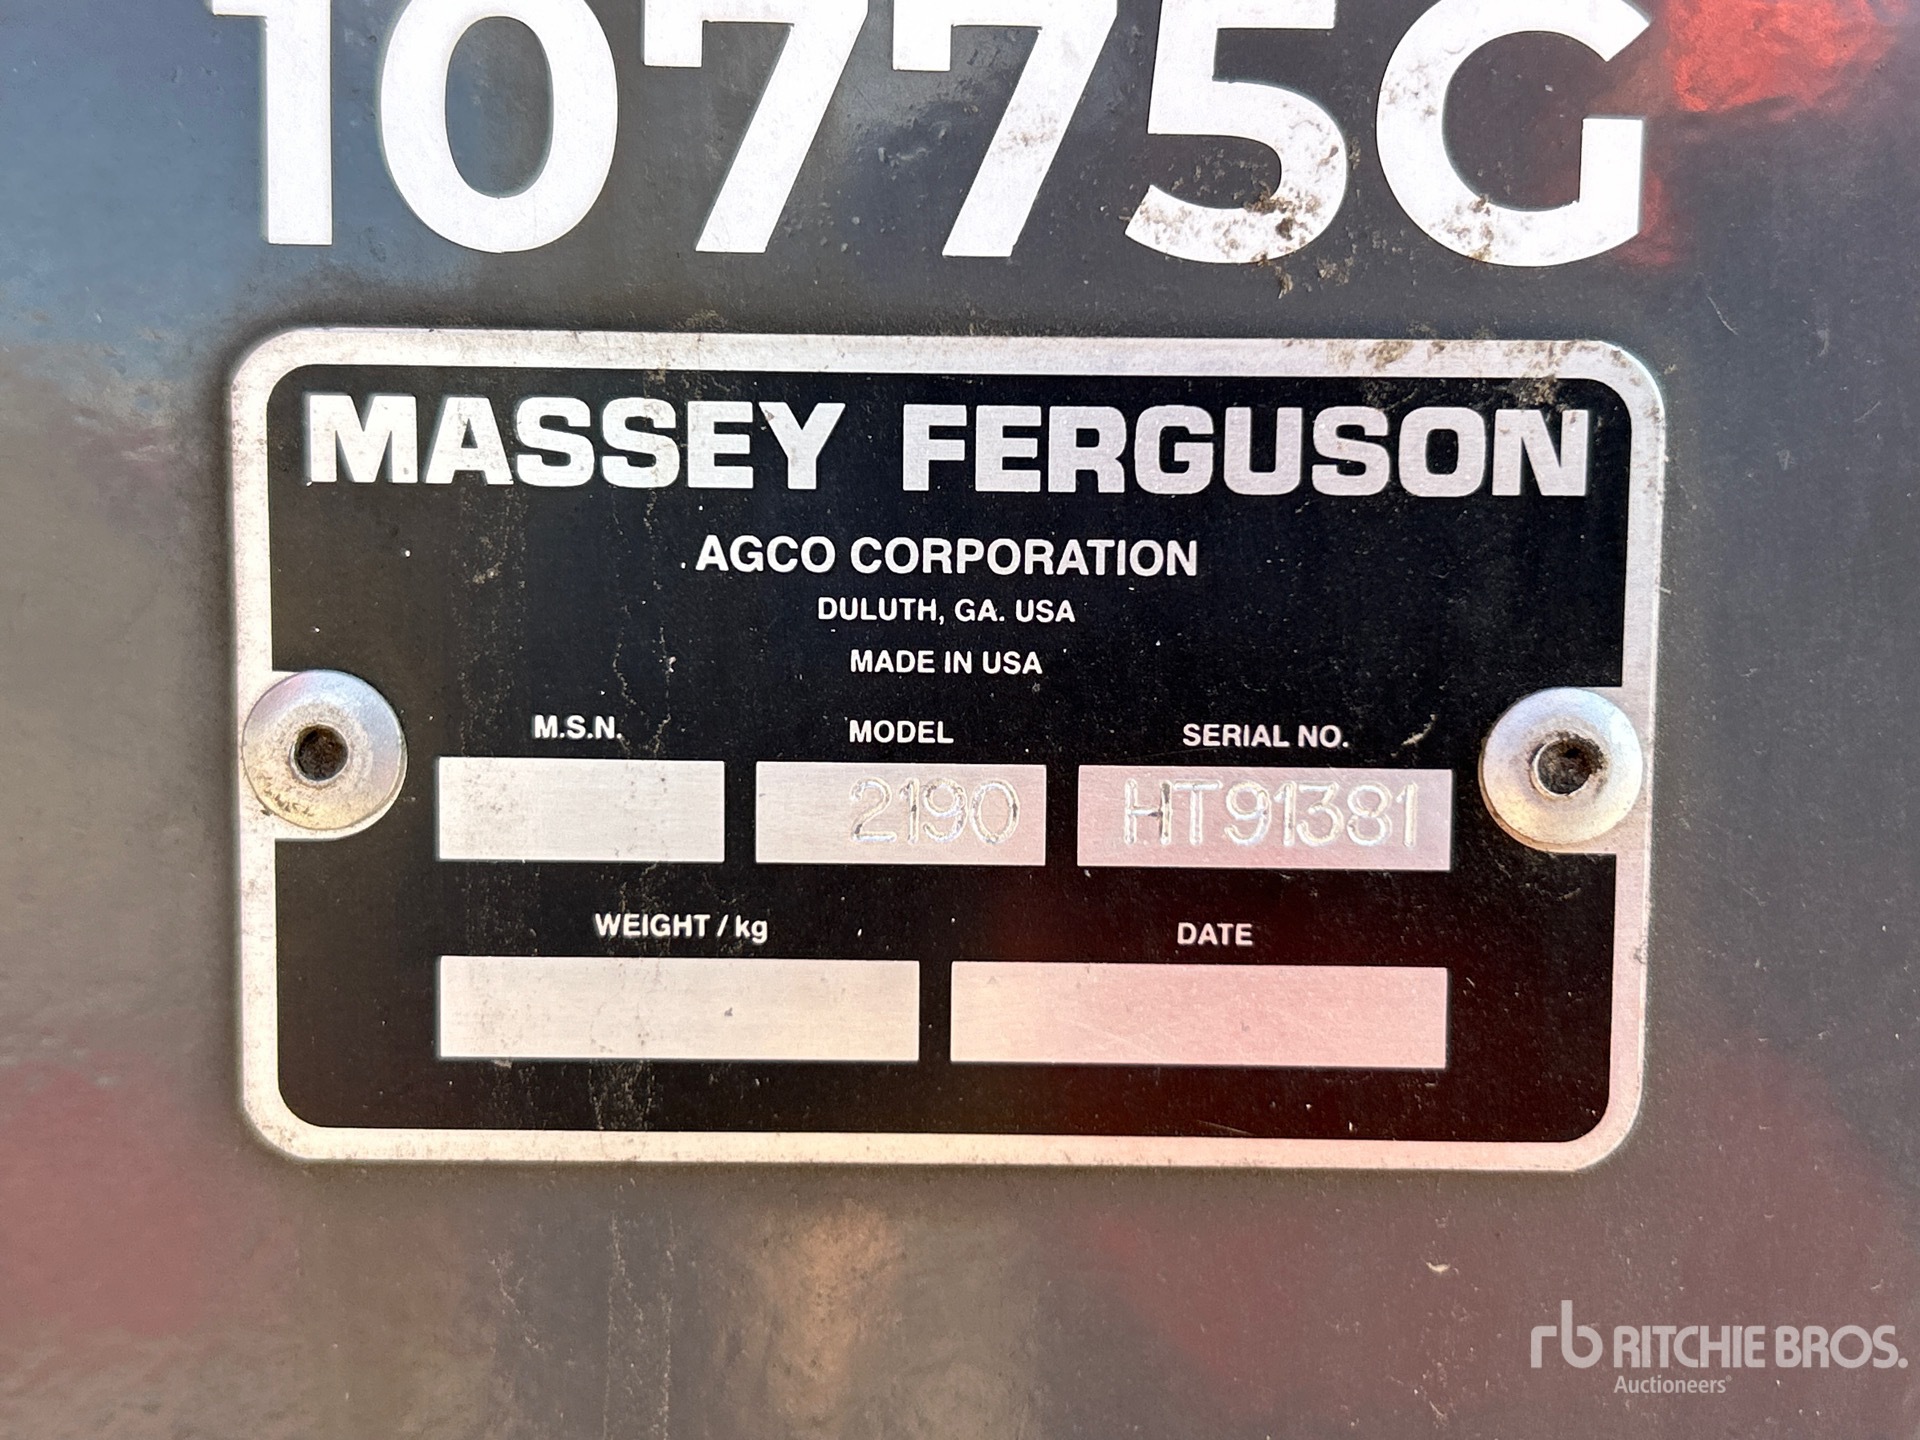 10775G
MASSEY FERGUSON
AGCO CORPORATION
DULUTH, GA. USA
MADE IN USA
M.S.N. MODEL SERIAL NO.
2190 HT91381
WEIGHT / kg DATE
rb RITCHIE BROS.
Auctioneers